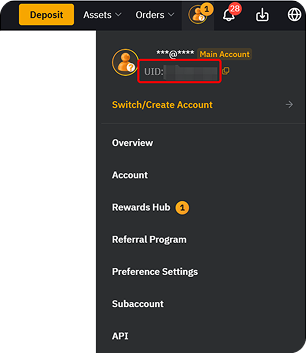 Deposit Assets Orders 1 28
***@**** Main Account
UID:
Switch/Create Account
Overview
Account
Rewards Hub 1
Referral Program
Preference Settings
Subaccount
API